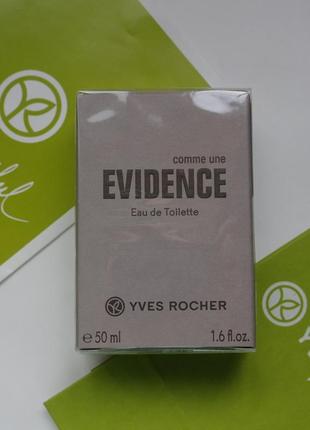 comme une
EVIDENCE
Eau de Toilette
YVES ROCHER
e 50 ml 1.6 fl.oz.